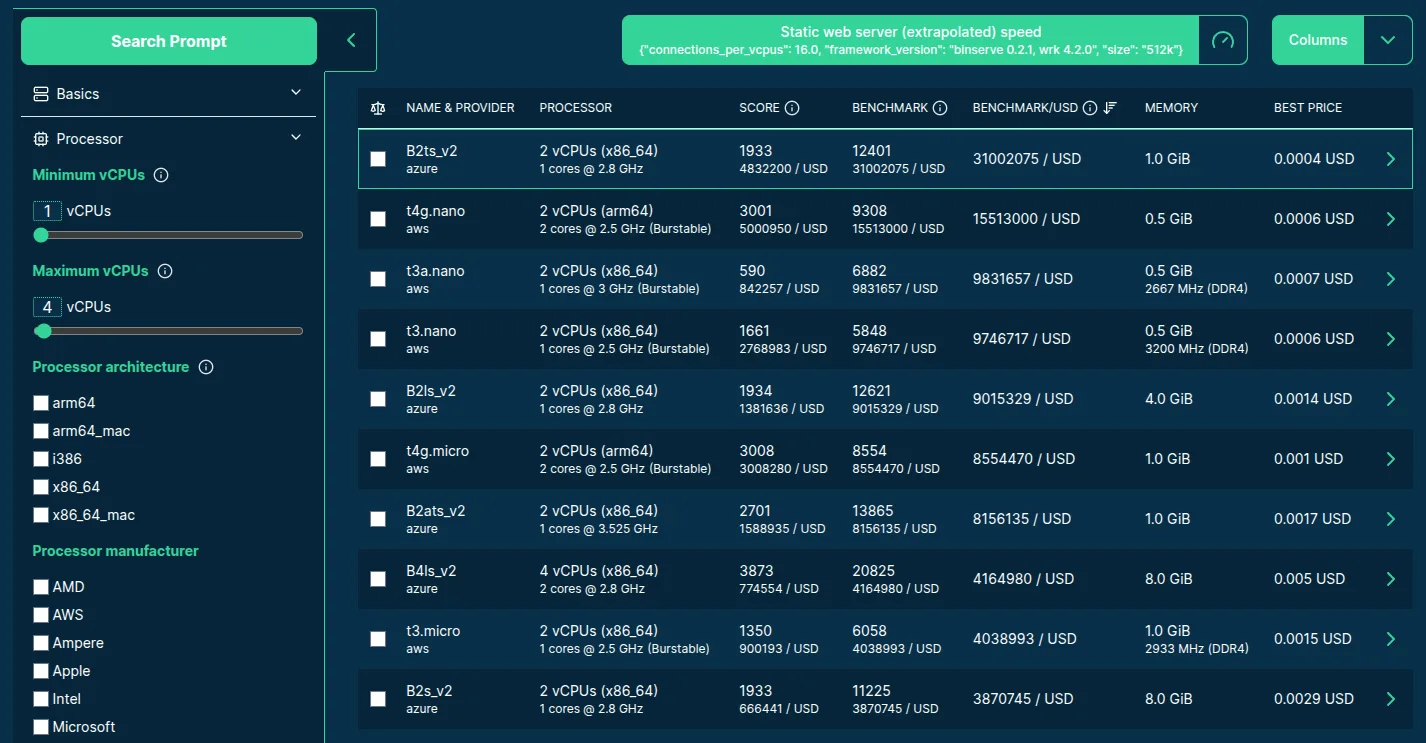 Search Prompt
Basics
Processor
Minimum vCPUs
1 vCPUs
Maximum vCPUs
4 vCPUs
Processor architecture
arm64
arm64_mac
i386
x86_64
x86_64_mac
Processor manufacturer
AMD
AWS
Ampere
Apple
Intel
Microsoft
Static web server (extrapolated) speed
{"connections_per_vcpus": 16.0, "framework_version": "binserve 0.2.1, wrk 4.2.0", "size": "512k"}
Columns
NAME & PROVIDER PROCESSOR SCORE BENCHMARK BENCHMARK/USD MEMORY BEST PRICE
B2ts_v2 2 vCPUs (x86_64) 1933 12401 31002075 / USD 1.0 GiB 0.0004 USD
azure 1 cores @ 2.8 GHz 4832200 / USD 31002075 / USD
t4g.nano 2 vCPUs (arm64) 3001 9308 15513000 / USD 0.5 GiB 0.0006 USD
aws 2 cores @ 2.5 GHz (Burstable) 5000950 / USD 15513000 / USD
t3a.nano 2 vCPUs (x86_64) 590 6882 9831657 / USD 0.5 GiB 0.0007 USD
aws 1 cores @ 3 GHz (Burstable) 842257 / USD 9831657 / USD 2667 MHz (DDR4)
t3.nano 2 vCPUs (x86_64) 1661 5848 9746717 / USD 0.5 GiB 0.0006 USD
aws 1 cores @ 2.5 GHz (Burstable) 2768983 / USD 9746717 / USD 3200 MHz (DDR4)
B2ls_v2 2 vCPUs (x86_64) 1934 12621 9015329 / USD 4.0 GiB 0.0014 USD
azure 1 cores @ 2.8 GHz 1381636 / USD 9015329 / USD
t4g.micro 2 vCPUs (arm64) 3008 8554 8554470 / USD 1.0 GiB 0.001 USD
aws 2 cores @ 2.5 GHz (Burstable) 3008280 / USD 8554470 / USD
B2ats_v2 2 vCPUs (x86_64) 2701 13865 8156135 / USD 1.0 GiB 0.0017 USD
azure 1 cores @ 3.525 GHz 1588935 / USD 8156135 / USD
B4ls_v2 4 vCPUs (x86_64) 3873 20825 4164980 / USD 8.0 GiB 0.005 USD
azure 2 cores @ 2.8 GHz 774554 / USD 4164980 / USD
t3.micro 2 vCPUs (x86_64) 1350 6058 4038993 / USD 1.0 GiB 0.0015 USD
aws 1 cores @ 2.5 GHz (Burstable) 900193 / USD 4038993 / USD 2933 MHz (DDR4)
B2s_v2 2 vCPUs (x86_64) 1933 11225 3870745 / USD 8.0 GiB 0.0029 USD
azure 1 cores @ 2.8 GHz 666441 / USD 3870745 / USD